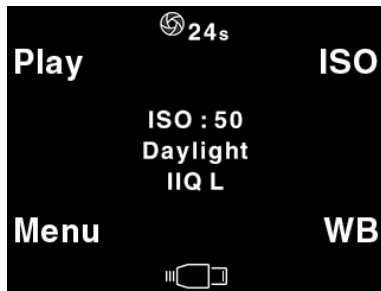 24s
Play
ISO
ISO : 50
Daylight
IIQ L
Menu
WB